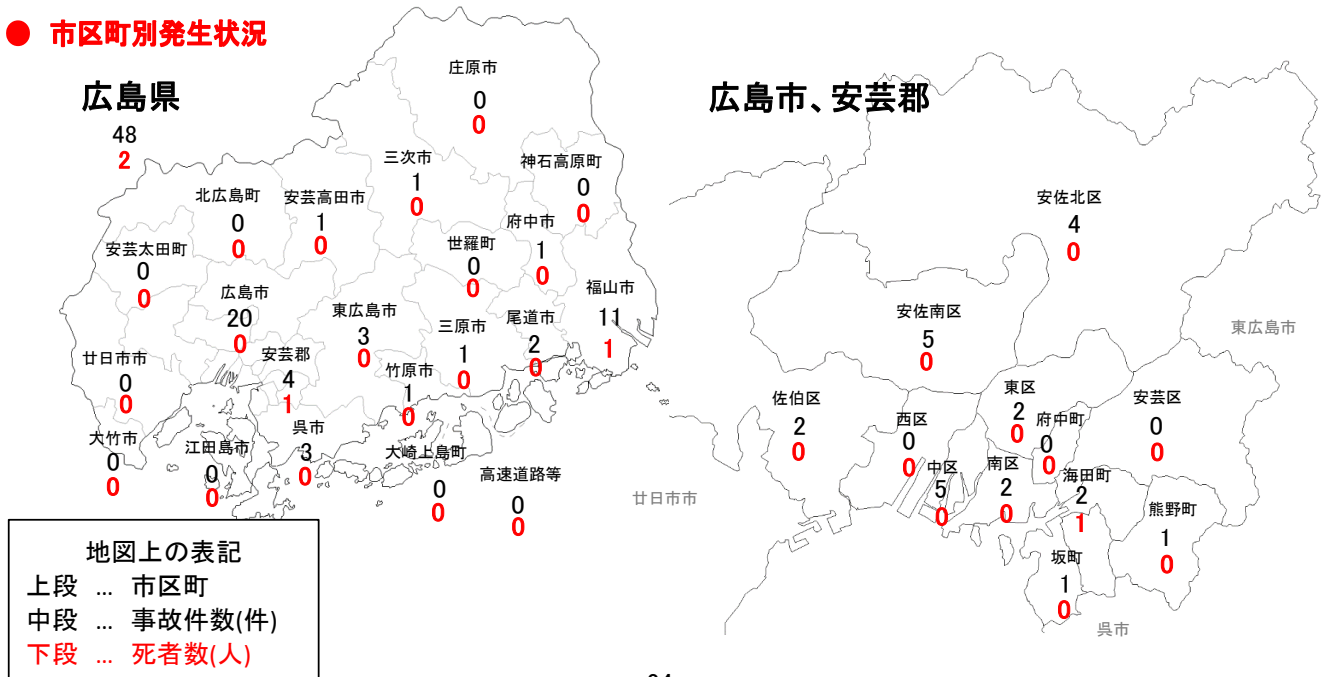 ● 市区町別発生状況
広島県
48
2
庄原市
0
0
三次市
1
0
神石高原町
0
0
北広島町
0
0
安芸高田市
1
0
府中市
1
0
世羅町
0
0
安芸太田町
0
0
広島市
20
0
東広島市
3
0
三原市
1
0
尾道市
2
0
福山市
11
1
廿日市市
0
0
安芸郡
4
1
竹原市
1
0
大竹市
0
0
江田島市
0
0
呉市
3
0
大崎上島町
0
0
高速道路等
0
0
地図上の表記
上段 … 市区町
中段 … 事故件数(件)
下段 … 死者数(人)
広島市、安芸郡
安佐北区
4
0
安佐南区
5
0
東広島市
佐伯区
2
0
西区
0
0
中区
5
0
東区
2
0
南区
2
0
府中町
0
0
安芸区
0
0
海田町
2
1
熊野町
1
0
坂町
1
0
廿日市市
呉市